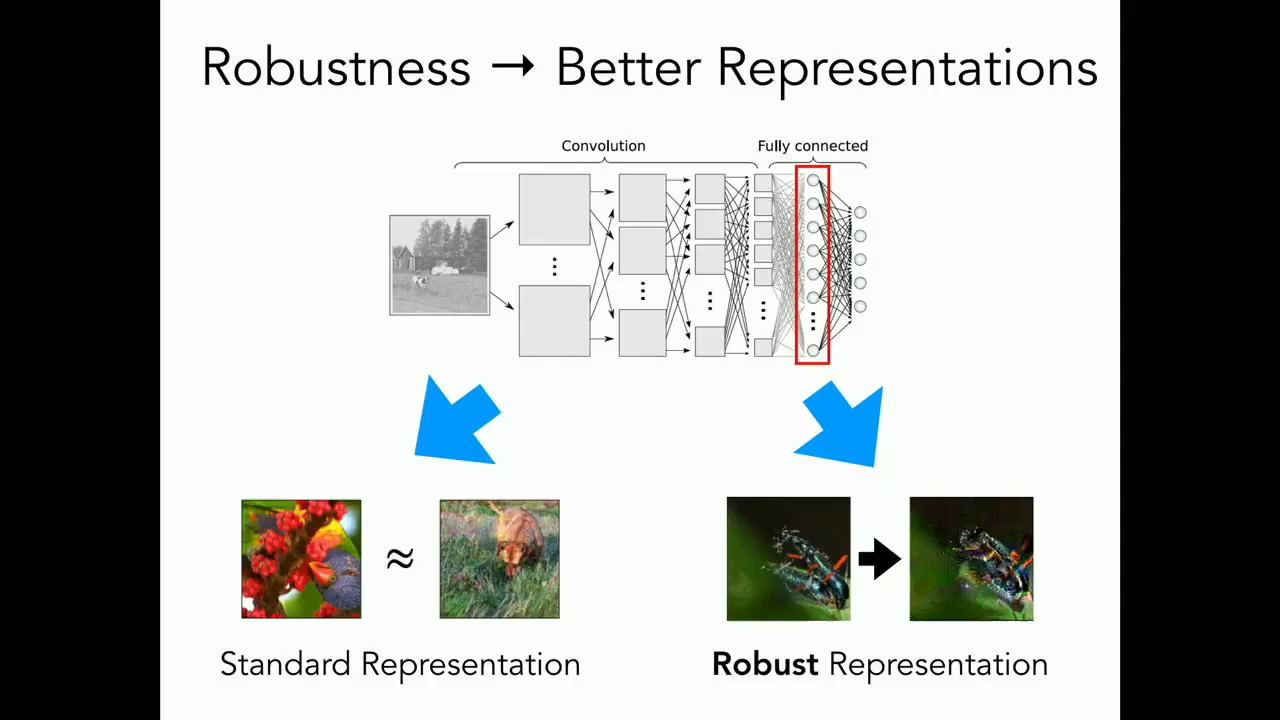 Robustness → Better Representations
Convolution
Fully connected
≈
Standard Representation
Robust Representation